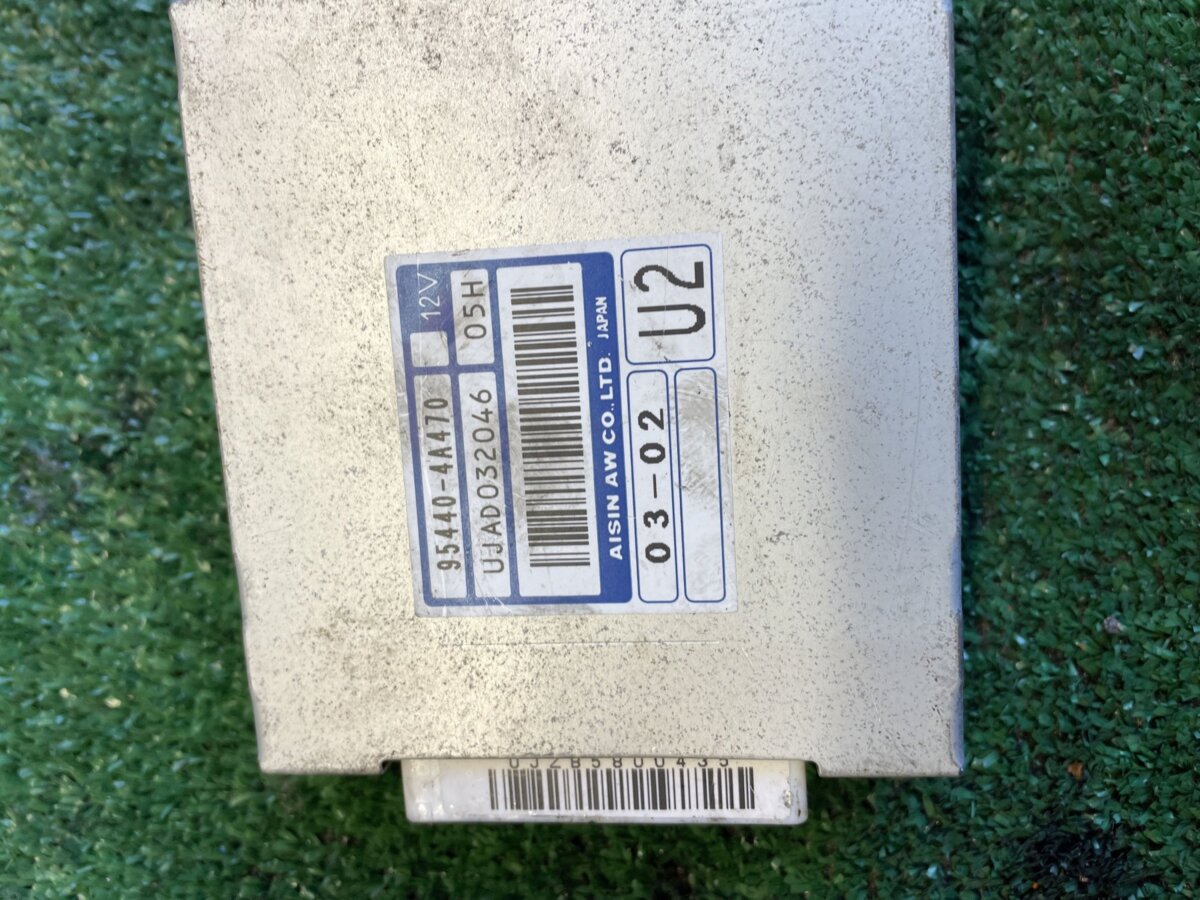 95440-4A470 12V
UJAD032046 05H
AISIN AW CO.,LTD. JAPAN
03-02 U2